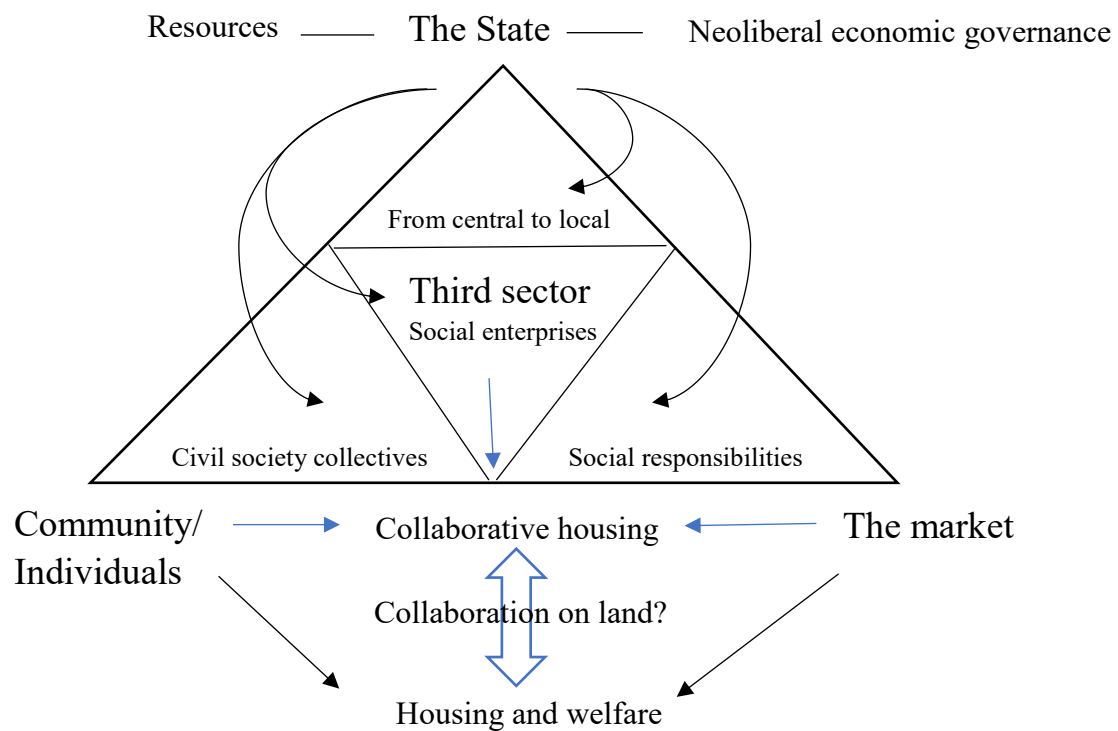 Resources
The State
Neoliberal economic governance
From central to local
Third sector
Social enterprises
Civil society collectives
Social responsibilities
Community/
Individuals
Collaborative housing
The market
Collaboration on land?
Housing and welfare